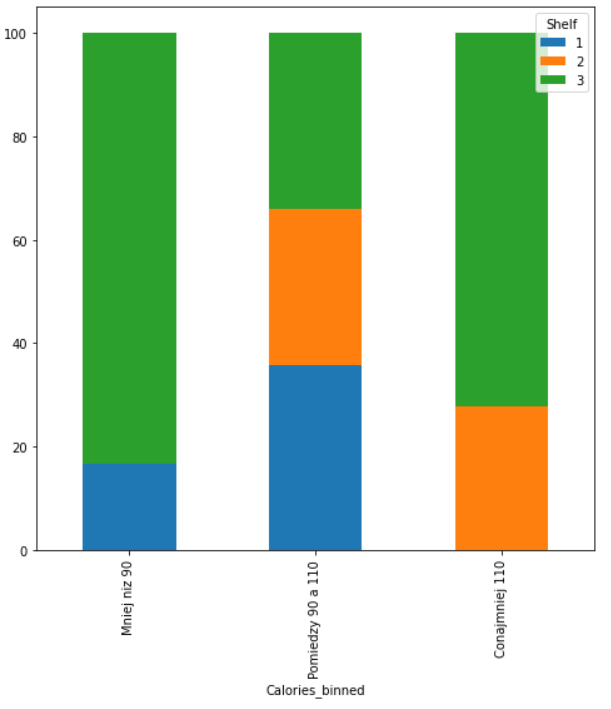 Shelf
1
2
3
100
80
60
40
20
0
Mniej niz 90
Pomiedzy 90 a 110
Conajmniej 110
Calories_binned